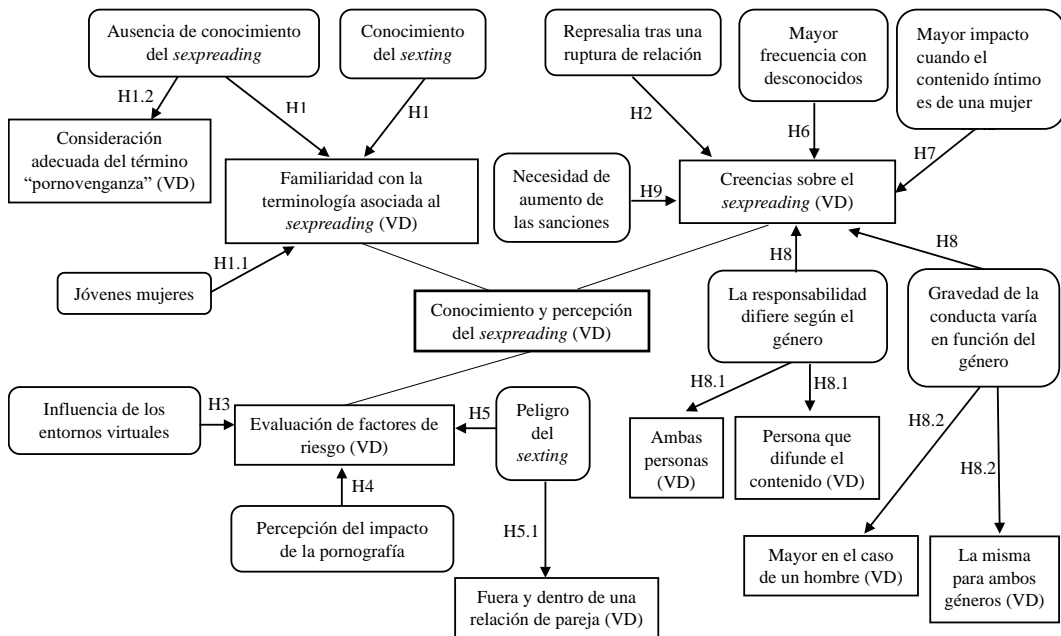 Ausencia de conocimiento
del sexpreading
Conocimiento
del sexting
Represalia tras una
ruptura de relación
Mayor
frecuencia con
desconocidos
Mayor impacto
cuando el
contenido íntimo
es de una mujer
H1.2
H1
H1
H2
H6
H7
Consideración
adecuada del término
“pornovenganza” (VD)
Familiaridad con la
terminología asociada al
sexpreading (VD)
Necesidad de
aumento de
las sanciones
H9
Creencias sobre el
sexpreading (VD)
H1.1
Jóvenes mujeres
H8
H8
Conocimiento y percepción
del sexpreading (VD)
La responsabilidad
difiere según el
género
Gravedad de la
conducta varía
en función del
género
H8.1
H8.1
Influencia de los
entornos virtuales
H3
Evaluación de factores de
riesgo (VD)
H5
Peligro
del
sexting
Ambas
personas
(VD)
Persona que
difunde el
contenido (VD)
H8.2
H8.2
H4
Percepción del impacto
de la pornografía
H5.1
Mayor en el caso
de un hombre (VD)
La misma
para ambos
géneros (VD)
Fuera y dentro de una
relación de pareja (VD)